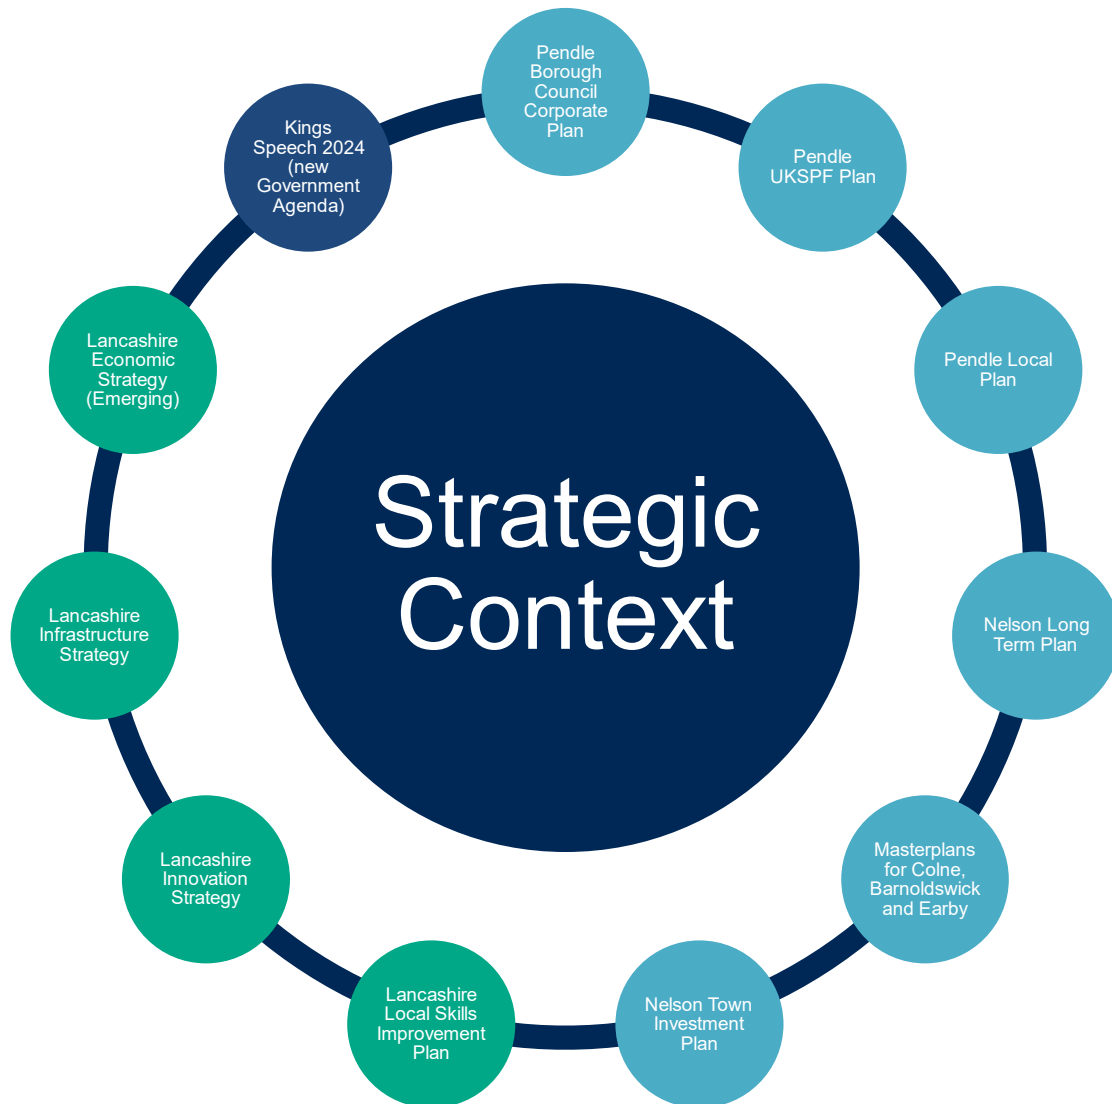 Pendle
Borough
Council
Corporate
Plan
Pendle
UKSPF Plan
Pendle Local
Plan
Nelson Long
Term Plan
Masterplans
for Colne,
Barnoldswick
and Earby
Nelson Town
Investment
Plan
Lancashire
Local Skills
Improvement
Plan
Lancashire
Innovation
Strategy
Lancashire
Infrastructure
Strategy
Lancashire
Economic
Strategy
(Emerging)
Kings
Speech 2024
(new
Government
Agenda)
Strategic
Context